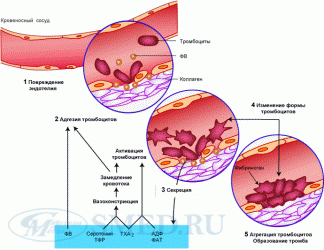 Кровеносный сосуд
Тромбоциты
ФВ
Коллаген
1 Повреждение
эндотелия
2 Адгезия тромбоцитов
Активация
тромбоцитов
Замедление
кровотока
Вазоконстрикция
3 Секреция
4 Изменение формы
тромбоцитов
Фибриноген
5 Агрегация тромбоцитов
Образование тромба
ФВ
Серотонин
ТФР
ТХА2
АДФ
ФАТ